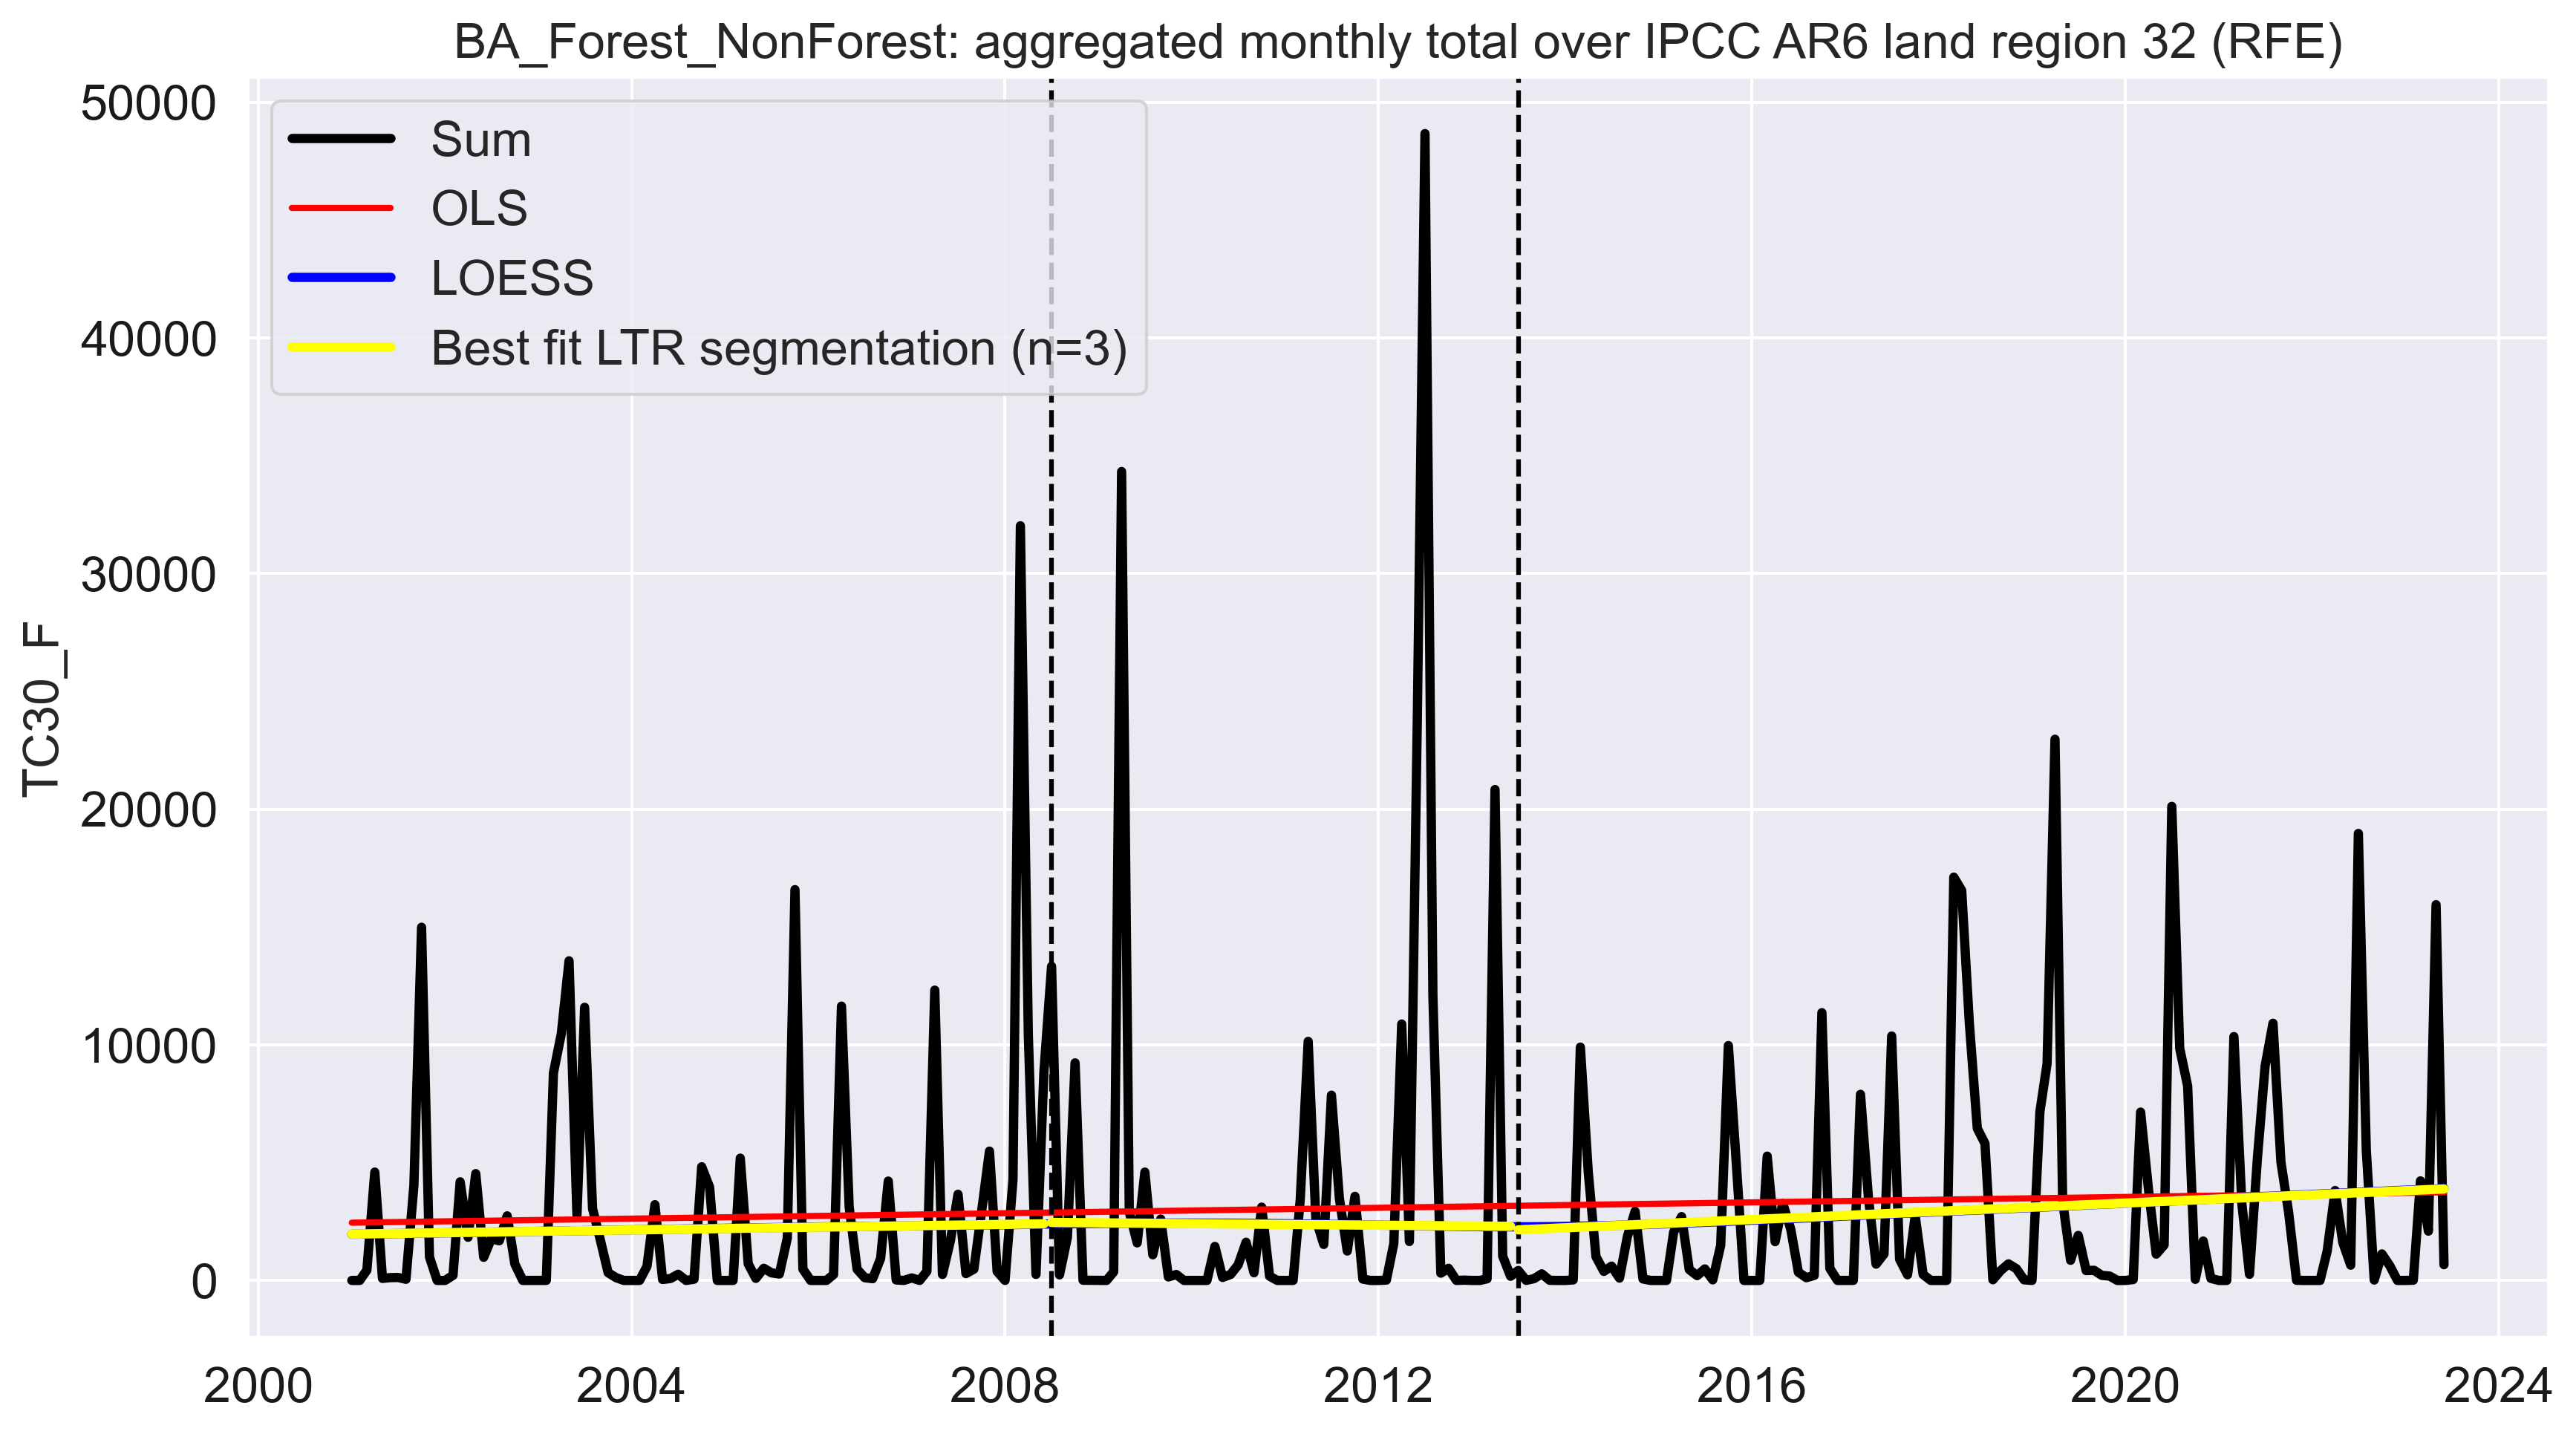 BA_Forest_NonForest: aggregated monthly total over IPCC AR6 land region 32 (RFE)
Sum
OLS
LOESS
Best fit LTR segmentation (n=3)
TC30_F
50000
40000
30000
20000
10000
0
2000 2004 2008 2012 2016 2020 2024